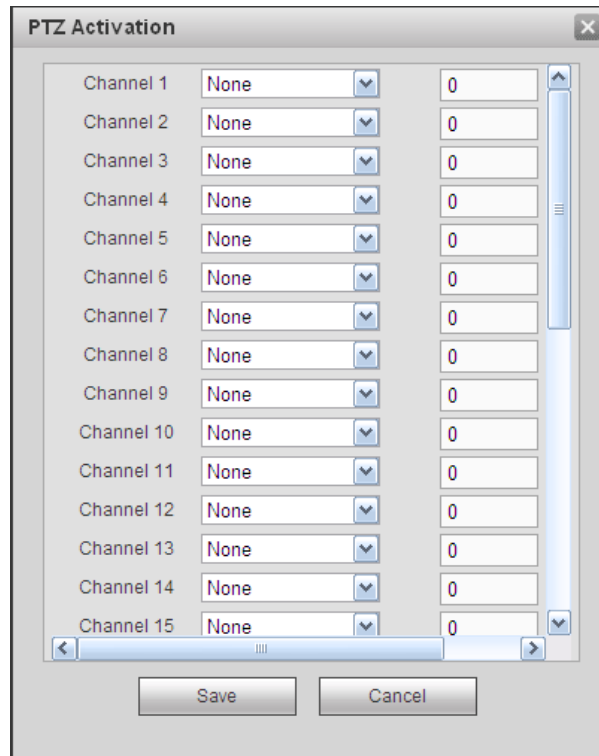 PTZ Activation
Channel 1 None 0
Channel 2 None 0
Channel 3 None 0
Channel 4 None 0
Channel 5 None 0
Channel 6 None 0
Channel 7 None 0
Channel 8 None 0
Channel 9 None 0
Channel 10 None 0
Channel 11 None 0
Channel 12 None 0
Channel 13 None 0
Channel 14 None 0
Channel 15 None 0
Save Cancel